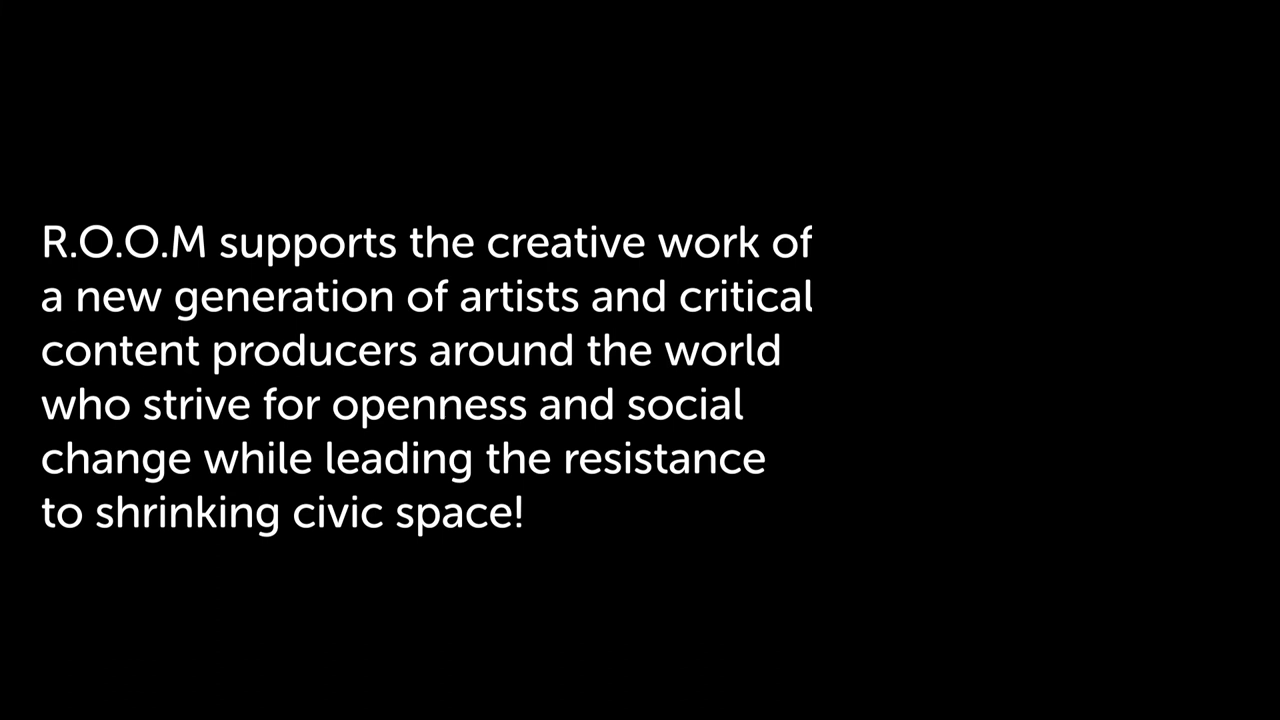 R.O.O.M supports the creative work of
a new generation of artists and critical
content producers around the world
who strive for openness and social
change while leading the resistance
to shrinking civic space!